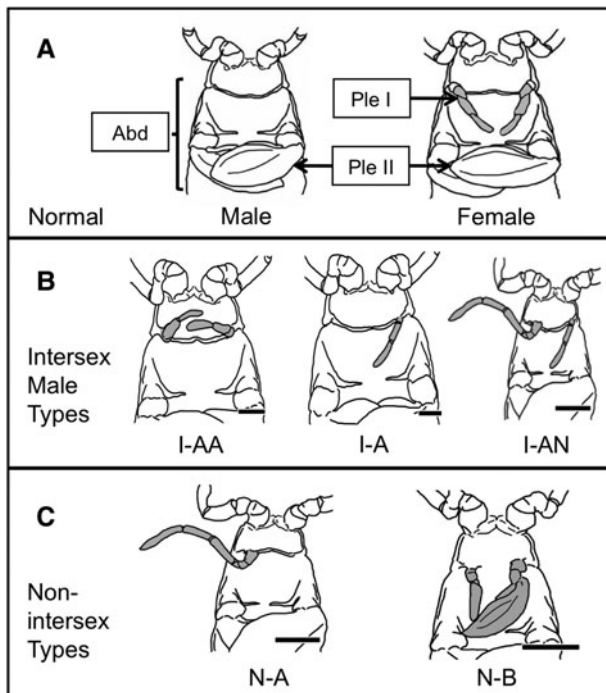 A
Abd
Ple I
Ple II
Normal
Male
Female
B
Intersex
Male
Types
I-AA
I-A
I-AN
C
Non-
intersex
Types
N-A
N-B